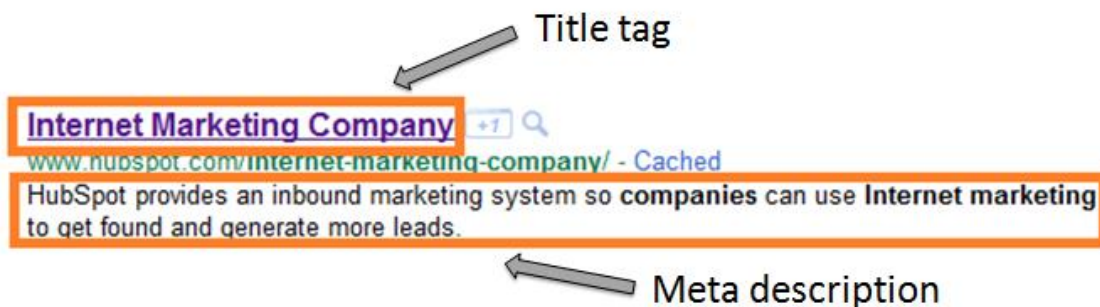 Title tag
Internet Marketing Company +1
www.hubspot.com/internet-marketing-company/ - Cached
HubSpot provides an inbound marketing system so companies can use Internet marketing
to get found and generate more leads.
Meta description